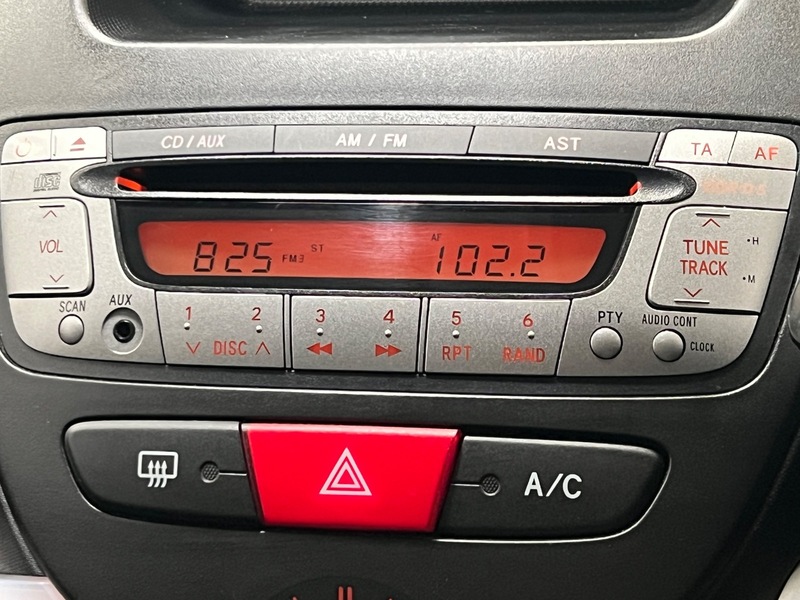 CD / AUX AM / FM AST TA AF
disc
VOL 825 FM3 ST AF 102.2 TUNE TRACK •H •M
SCAN AUX 1 2 3 4 5 6 PTY AUDIO CONT CLOCK
DISC RPT RAND
A/C